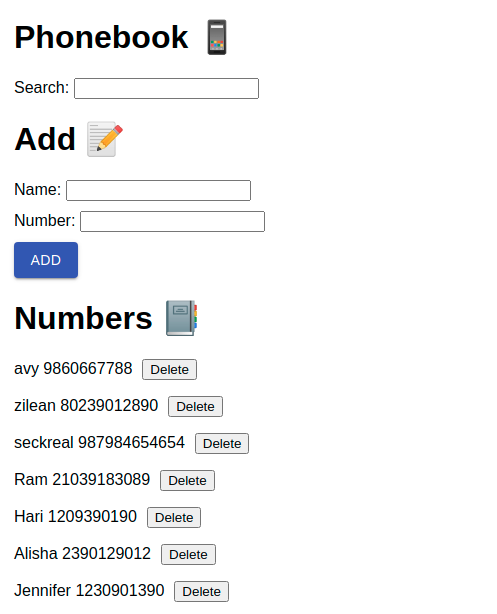 Phonebook
Search:
Add
Name:
Number:
ADD
Numbers
avy 9860667788 Delete
zilean 80239012890 Delete
seckreal 987984654654 Delete
Ram 21039183089 Delete
Hari 1209390190 Delete
Alisha 2390129012 Delete
Jennifer 1230901390 Delete